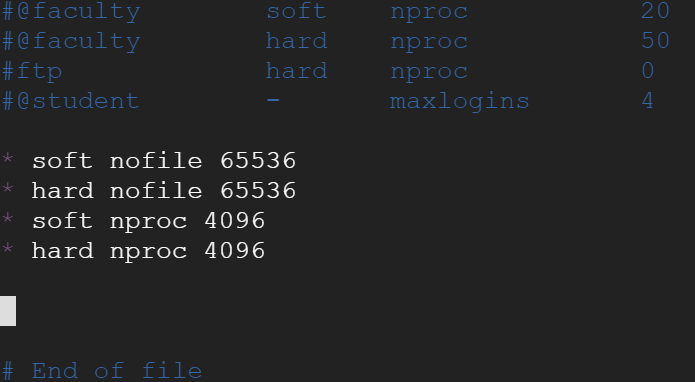 #@faculty soft nproc 20
#@faculty hard nproc 50
#ftp hard nproc 0
#@student - maxlogins 4
* soft nofile 65536
* hard nofile 65536
* soft nproc 4096
* hard nproc 4096
# End of file